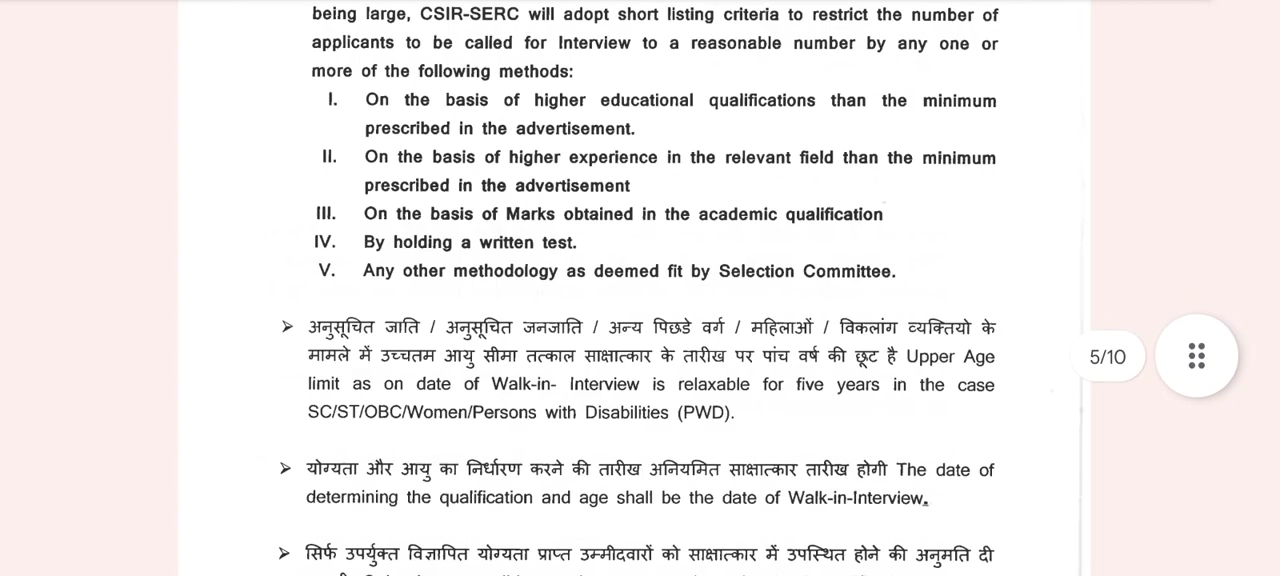 being large, CSIR-SERC will adopt short listing criteria to restrict the number of
applicants to be called for Interview to a reasonable number by any one or
more of the following methods:
I. On the basis of higher educational qualifications than the minimum
prescribed in the advertisement.
II. On the basis of higher experience in the relevant field than the minimum
prescribed in the advertisement
III. On the basis of Marks obtained in the academic qualification
IV. By holding a written test.
V. Any other methodology as deemed fit by Selection Committee.
➢ अनुसूचित जाति / अनुसूचित जनजाति / अन्य पिछडे वर्ग / महिलाओं / विकलांग व्यक्तियो के
मामले में उच्चतम आयु सीमा तत्काल साक्षात्कार के तारीख पर पांच वर्ष की छूट है Upper Age
limit as on date of Walk-in- Interview is relaxable for five years in the case
SC/ST/OBC/Women/Persons with Disabilities (PWD).
5/10
➢ योग्यता और आयु का निर्धारण करने की तारीख अनियमित साक्षात्कार तारीख होगी The date of
determining the qualification and age shall be the date of Walk-in-Interview.
➢ सिर्फ उपर्युक्त विज्ञापित योग्यता प्राप्त उम्मीदवारों को साक्षात्कार में उपस्थित होने की अनुमति दी